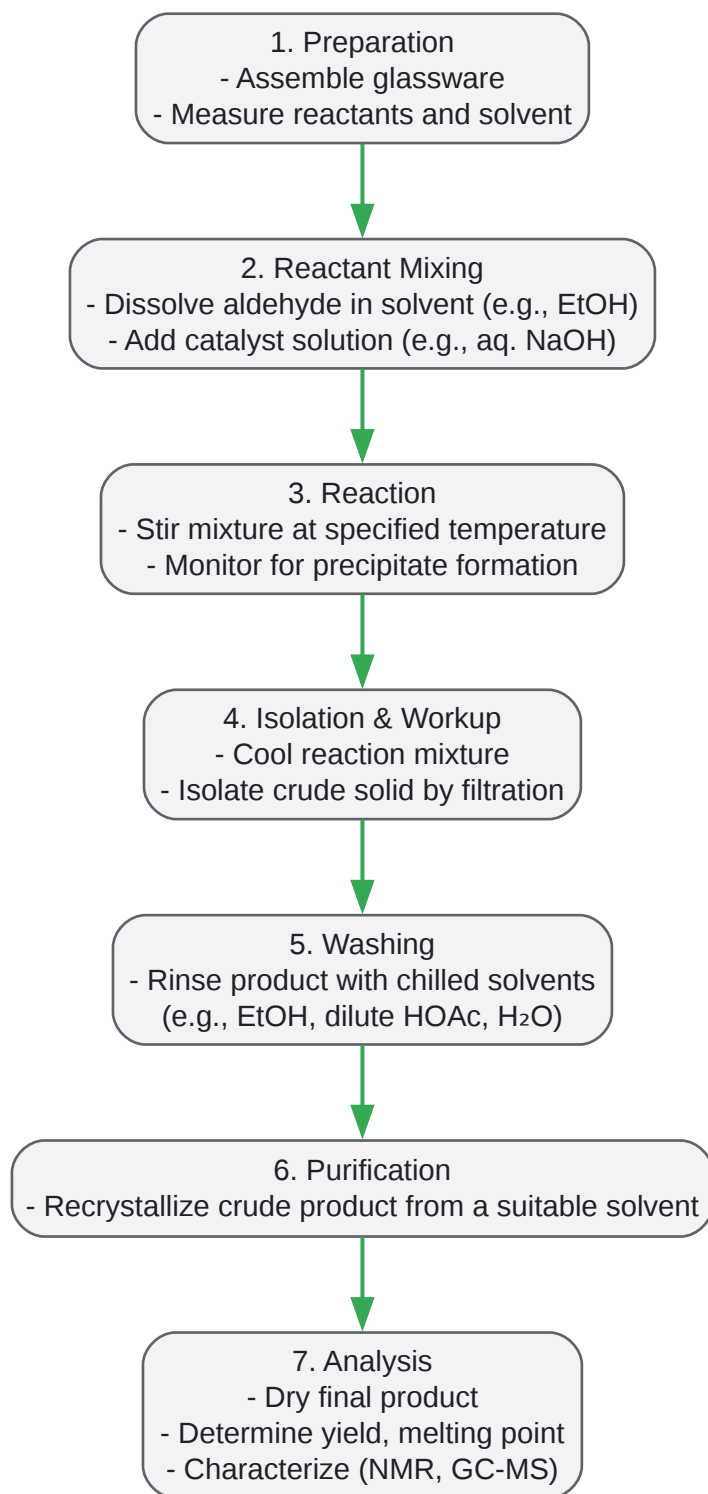 1. Preparation
- Assemble glassware
- Measure reactants and solvent
2. Reactant Mixing
- Dissolve aldehyde in solvent (e.g., EtOH)
- Add catalyst solution (e.g., aq. NaOH)
3. Reaction
- Stir mixture at specified temperature
- Monitor for precipitate formation
4. Isolation & Workup
- Cool reaction mixture
- Isolate crude solid by filtration
5. Washing
- Rinse product with chilled solvents
(e.g., EtOH, dilute HOAc, H₂O)
6. Purification
- Recrystallize crude product from a suitable solvent
7. Analysis
- Dry final product
- Determine yield, melting point
- Characterize (NMR, GC-MS)